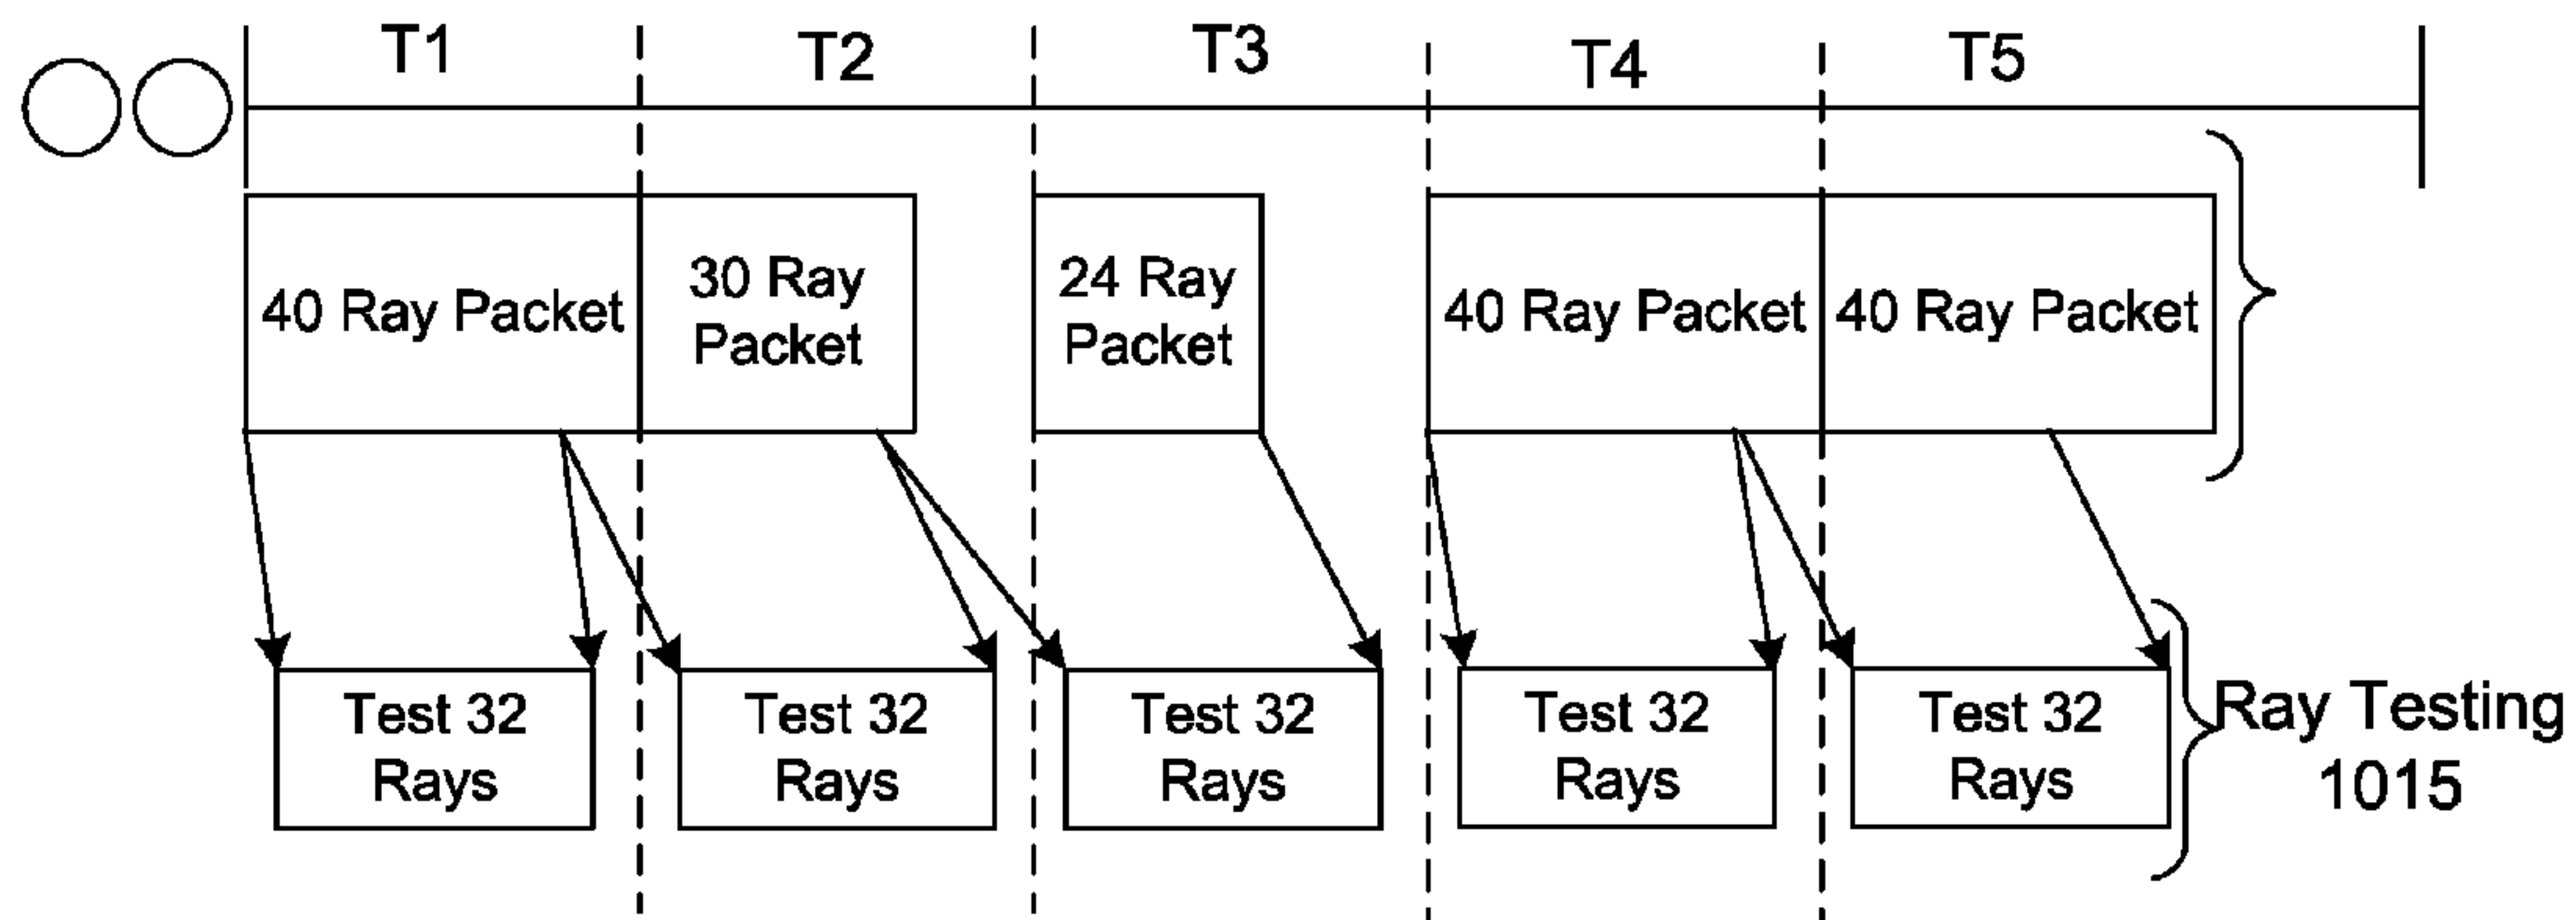 T1
T2
T3
T4
T5
40 Ray Packet
30 Ray
Packet
24 Ray
Packet
40 Ray Packet
40 Ray Packet
Test 32
Rays
Test 32
Rays
Test 32
Rays
Test 32
Rays
Test 32
Rays
Ray Testing
1015